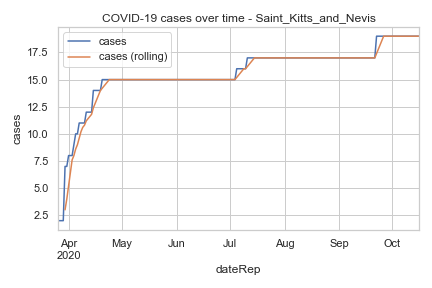 COVID-19 cases over time - Saint_Kitts_and_Nevis
cases
cases (rolling)
17.5
15.0
12.5
10.0
7.5
5.0
2.5
cases
Apr May Jun Jul Aug Sep Oct
2020
dateRep